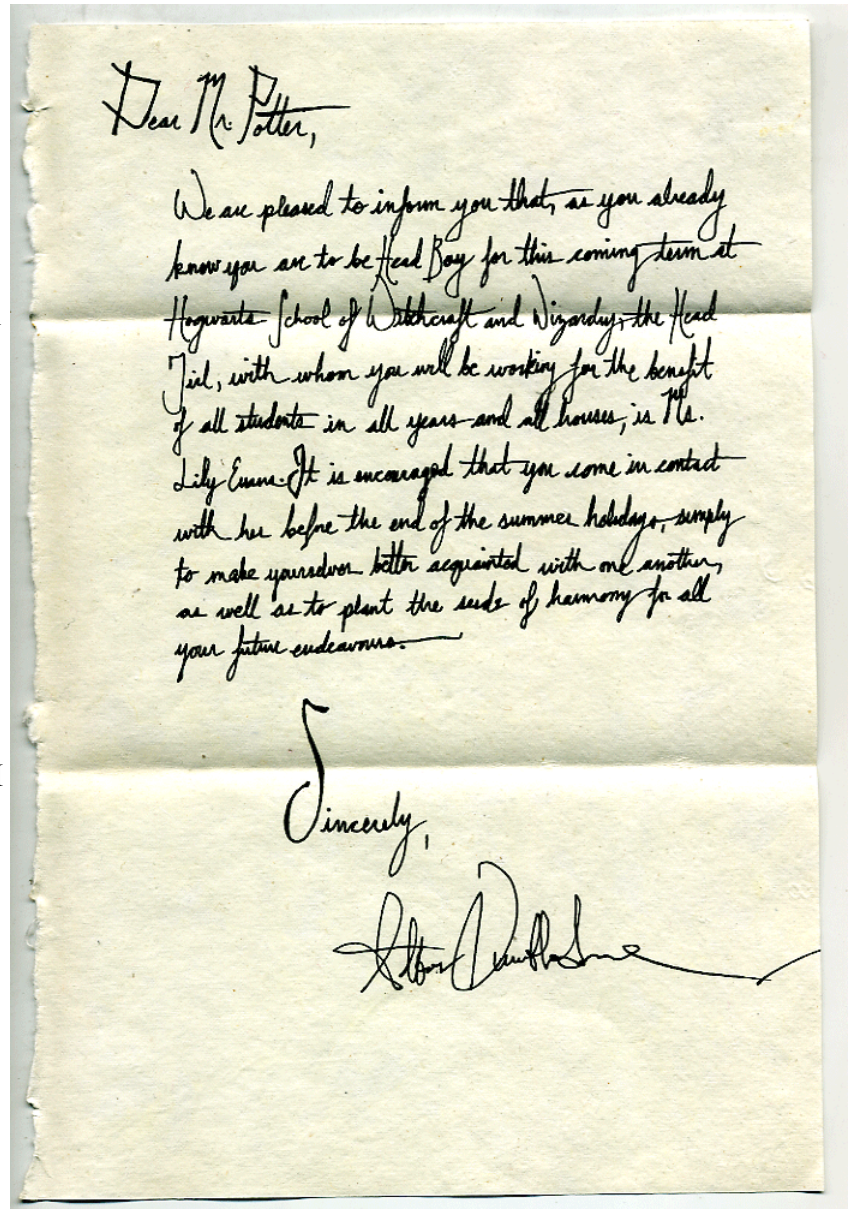 Dear Mr. Potter,
We are pleased to inform you that, as you already
know you are to be Head Boy for this coming term at
Hogwarts School of Witchcraft and Wizardry, the Head
Girl, with whom you will be working for the benefit
of all students in all years and all houses, is Ms.
Lily Evans. It is encouraged that you come in contact
with her before the end of the summer holidays, simply
to make yourselves better acquainted with one another,
as well as to plant the seeds of harmony for all
your future endeavours.
Sincerely,
Albus Dumbledore